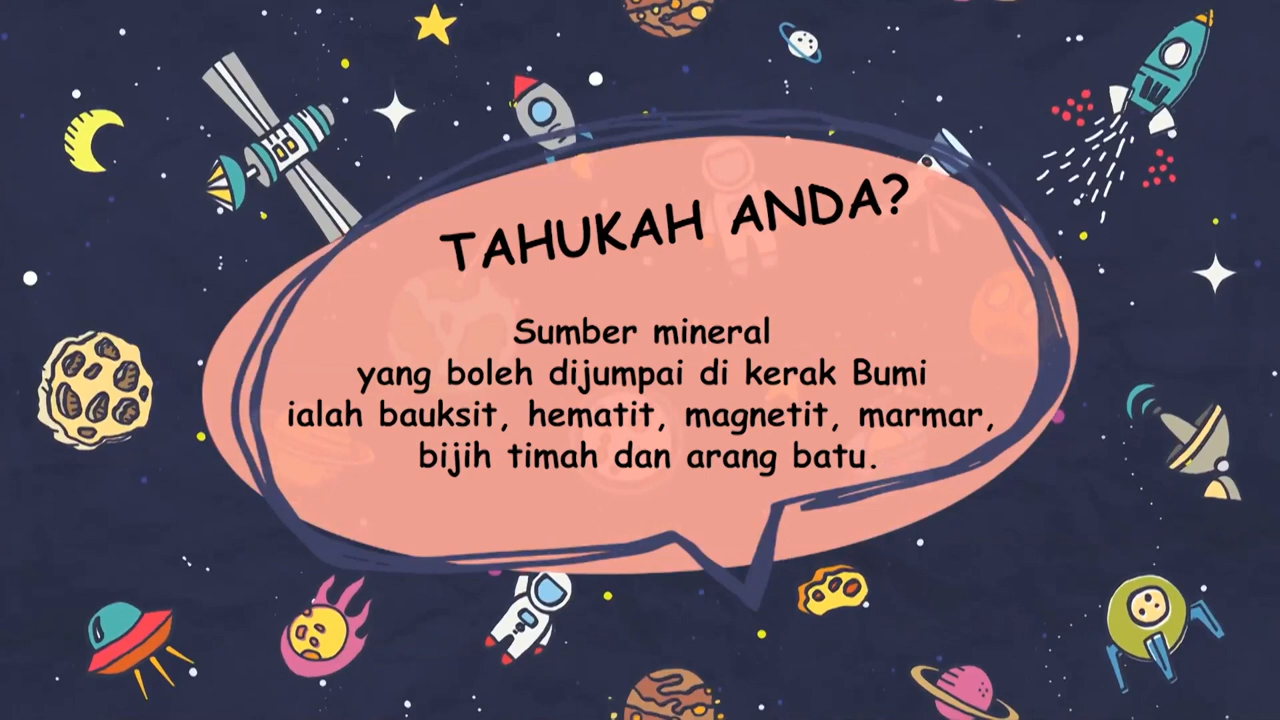 TAHUKAH ANDA?
Sumber mineral
yang boleh dijumpai di kerak Bumi
ialah bauksit, hematit, magnetit, marmar,
bijih timah dan arang batu.